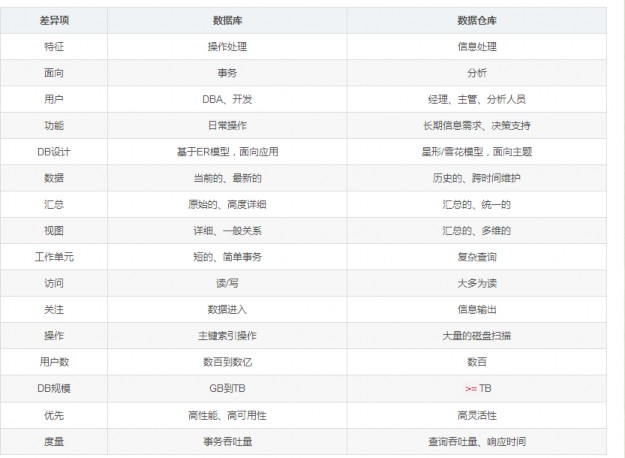 差异项 数据库 数据仓库
特征 操作处理 信息处理
面向 事务 分析
用户 DBA、开发 经理、主管、分析人员
功能 日常操作 长期信息需求、决策支持
DB设计 基于ER模型，面向应用 星形/雪花模型，面向主题
数据 当前的、最新的 历史的、跨时间维护
汇总 原始的、高度详细 汇总的、统一的
视图 详细、一般关系 汇总的、多维的
工作单元 短的、简单事务 复杂查询
访问 读/写 大多为读
关注 数据进入 信息输出
操作 主键索引操作 大量的磁盘扫描
用户数 数百到数亿 数百
DB规模 GB到TB >= TB
优先 高性能、高可用性 高灵活性
度量 事务吞吐量 查询吞吐量、响应时间